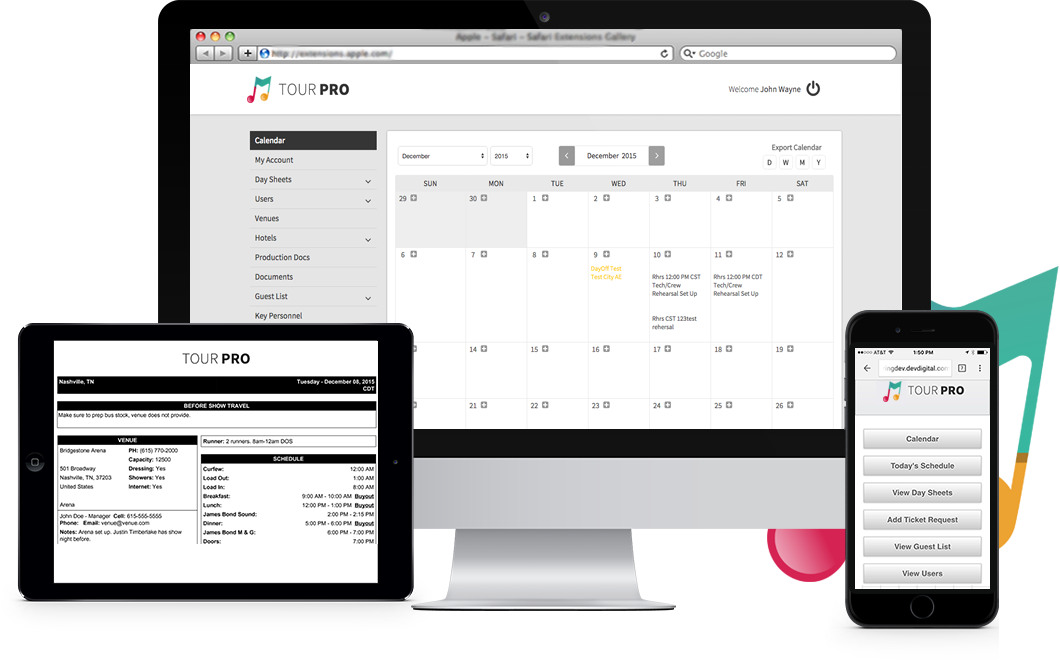 Apple – Safari – Safari Extensions Gallery
http://extensions.apple.com/
Google
TOUR PRO
Welcome John Wayne
Calendar
My Account
Day Sheets
Users
Venues
Hotels
Production Docs
Documents
Guest List
Key Personnel
December
2015
December 2015
Export Calendar
D W M Y
SUN MON TUE WED THU FRI SAT
29 30 1 2 3 4 5
6 7 8 9 10 11 12
DayOff Test
Test City AE
Rhrs 12:00 PM CST
Tech/Crew
Rehearsal Set Up
Rhrs CST 123test
rehersal
Rhrs 12:00 PM CDT
Tech/Crew
Rehearsal Set Up
14 15 16 17 18 19
21 22 23 24 25 26
TOUR PRO
Nashville, TN
Tuesday - December 08, 2015
CDT
BEFORE SHOW TRAVEL
Make sure to prep bus stock, venue does not provide.
VENUE
Bridgestone Arena
501 Broadway
Nashville, TN, 37203
United States
Arena
PH: (615) 770-2000
Capacity: 12500
Dressing: Yes
Showers: Yes
Internet: Yes
John Doe - Manager Cell: 615-555-5555
Phone: Email: venue@venue.com
Notes: Arena set up. Justin Timberlake has show
night before.
Runner: 2 runners. 8am-12am DOS
SCHEDULE
Curfew: 12:00 AM
Load Out: 1:00 AM
Load In: 8:00 AM
Breakfast: 9:00 AM - 10:00 AM Buyout
Lunch: 12:00 PM - 1:00 PM Buyout
James Bond Sound: 2:00 PM - 2:15 PM
Dinner: 5:00 PM - 6:00 PM Buyout
James Bond M & G: 6:00 PM - 7:00 PM
Doors: 7:00 PM
AT&T 1:50 PM
ngdev.devdigital.com
7
TOUR PRO
Calendar
Today's Schedule
View Day Sheets
Add Ticket Request
View Guest List
View Users